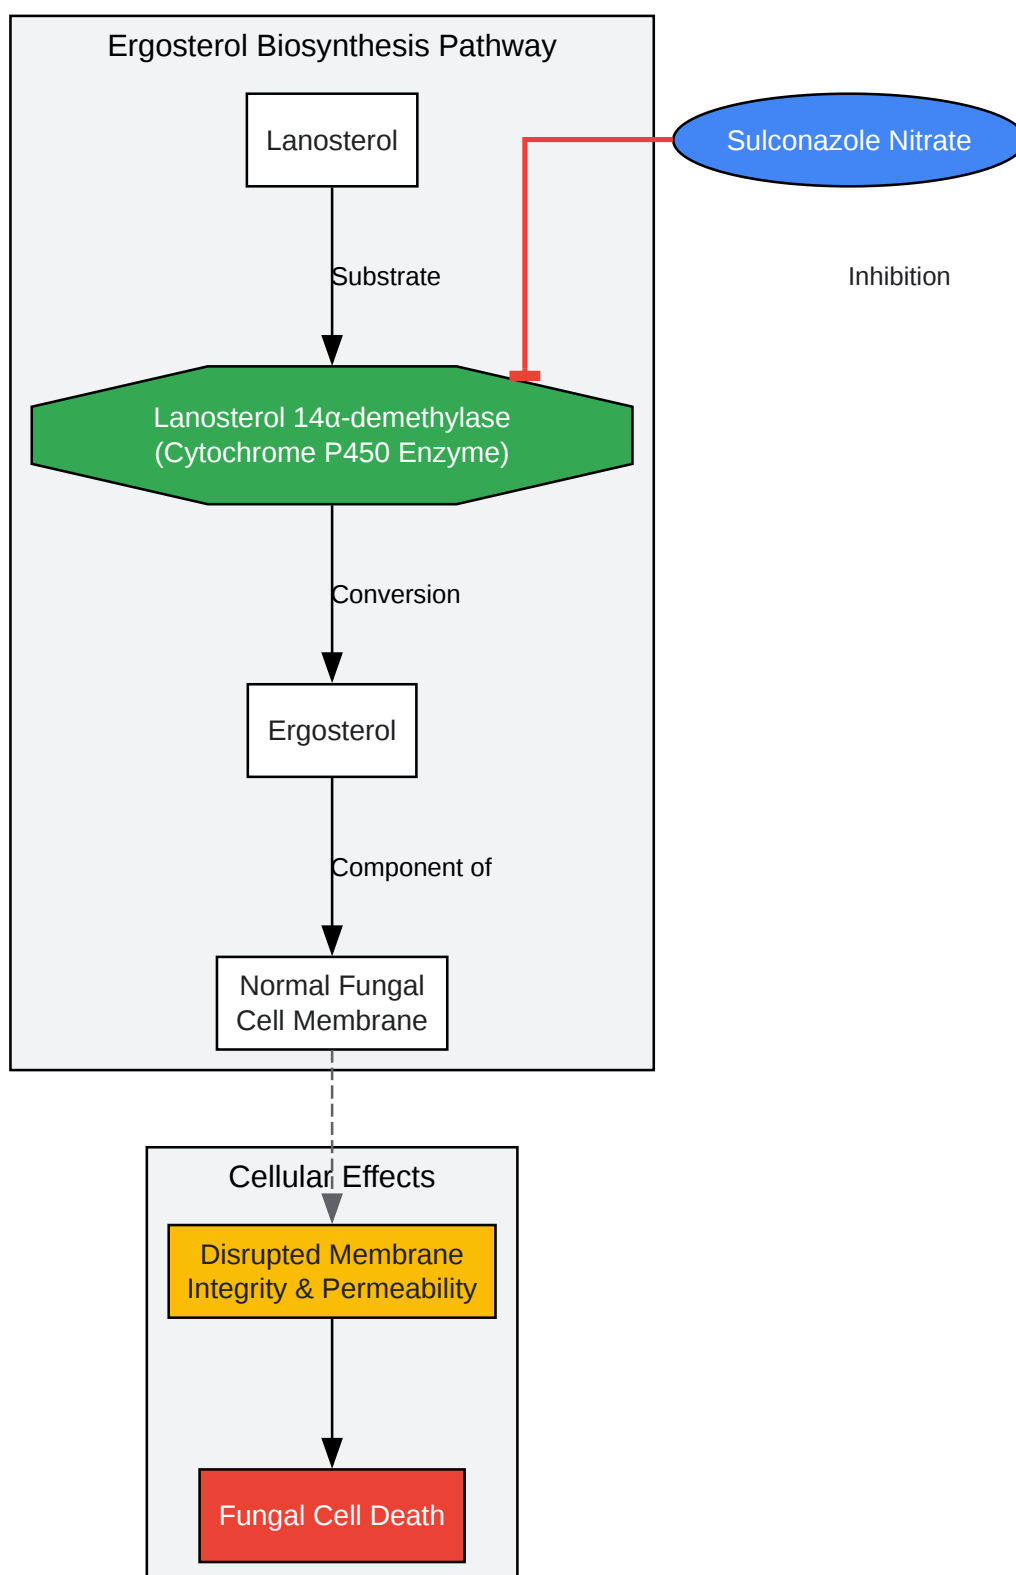 Ergosterol Biosynthesis Pathway
Lanosterol
Sulconazole Nitrate
Substrate
Inhibition
Lanosterol 14α-demethylase
(Cytochrome P450 Enzyme)
Conversion
Ergosterol
Component of
Normal Fungal
Cell Membrane
Cellular Effects
Disrupted Membrane
Integrity & Permeability
Fungal Cell Death